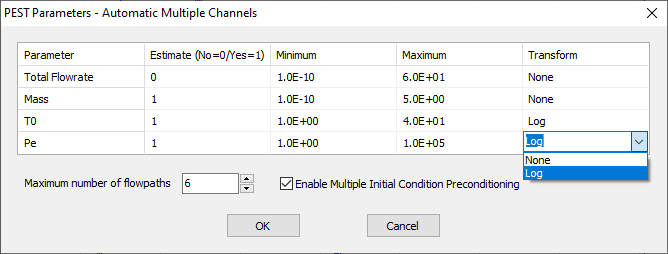 PEST Parameters - Automatic Multiple Channels
Parameter Estimate (No=0/Yes=1) Minimum Maximum Transform
Total Flowrate 0 1.0E-10 6.0E+01 None
Mass 1 1.0E-10 5.0E+00 None
T0 1 1.0E+00 4.0E+01 Log
Pe 1 1.0E+00 1.0E+05 Log
None
Log
Maximum number of flowpaths 6 Enable Multiple Initial Condition Preconditioning
OK Cancel